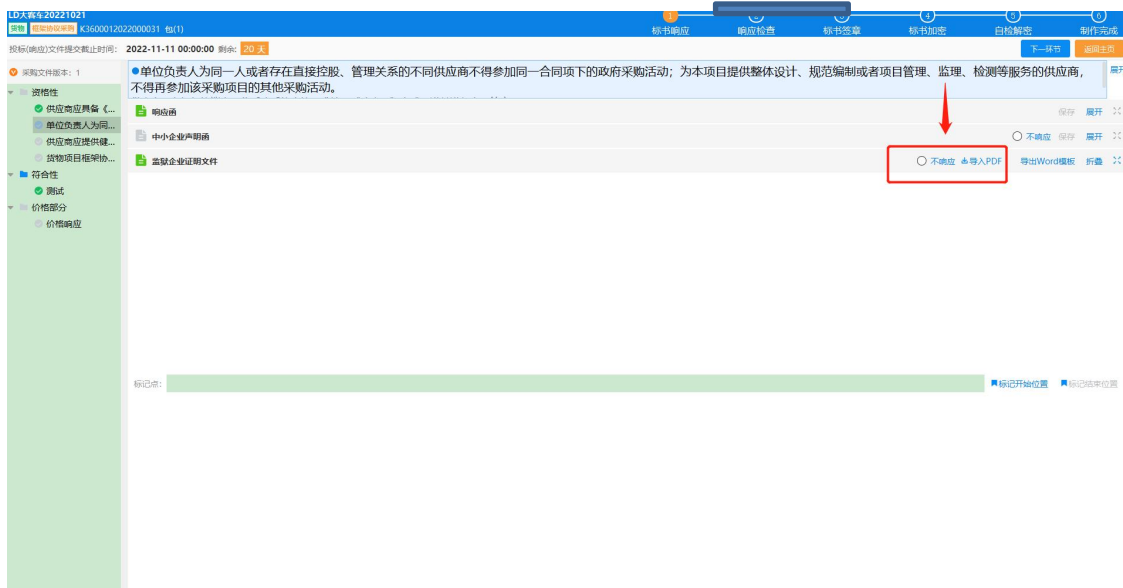 LD大客车20221021
货物 框架协议采购 K3600012022000031 包(1)
1 标书响应
响应检查
标书签章
4 标书加密
5 自检解密
6 制作完成
投标(响应)文件提交截止时间: 2022-11-11 00:00:00 剩余: 20 天
下一环节 返回主页
采购文件版本: 1
资格性
供应商应具备《...
单位负责人为同...
供应商应提供健...
货物项目框架协...
符合性
测试
价格部分
价格响应
●单位负责人为同一人或者存在直接控股、管理关系的不同供应商不得参加同一合同项下的政府采购活动；为本项目提供整体设计、规范编制或者项目管理、监理、检测等服务的供应商，
不得再参加该采购项目的其他采购活动。
响应函 保存 展开
中小企业声明函 不响应 保存 展开
监狱企业证明文件 不响应 导入PDF 导出Word模板 折叠
标记点: 标记开始位置 标记结束位置